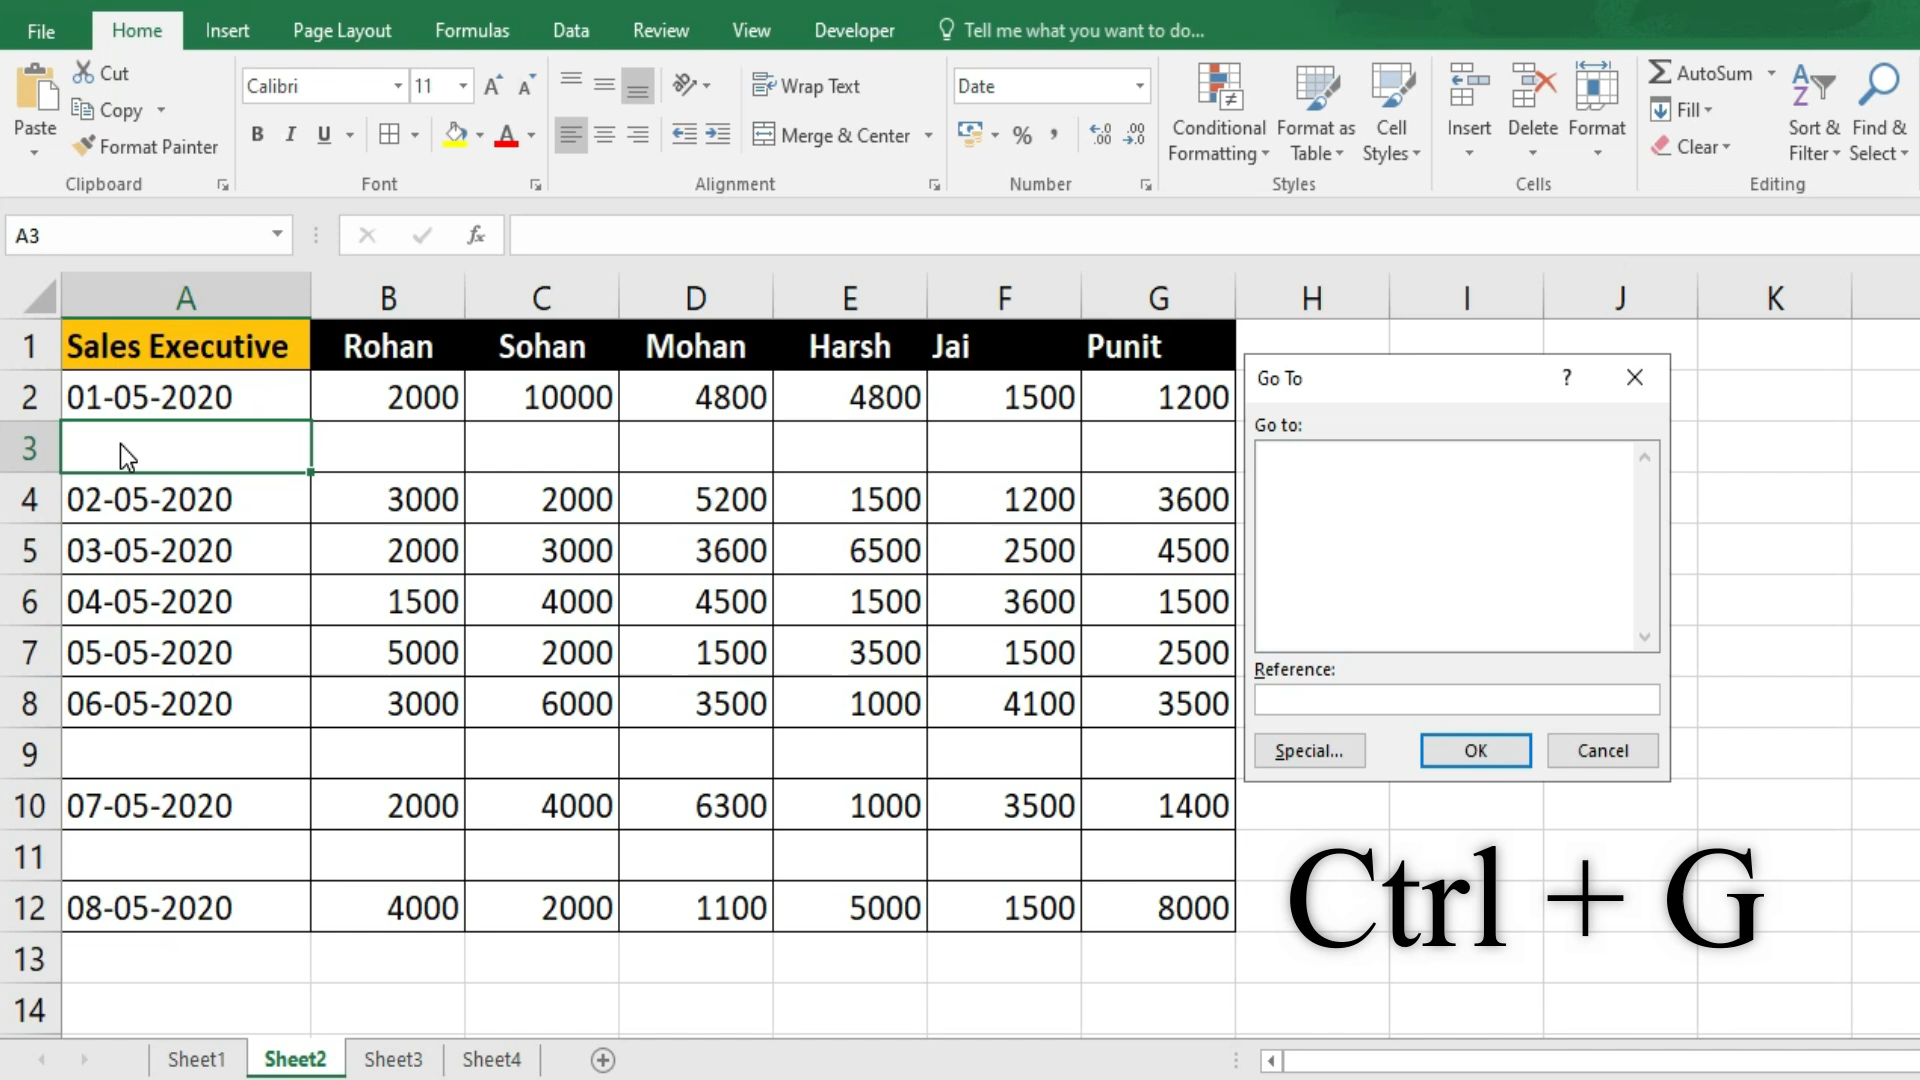 File Home Insert Page Layout Formulas Data Review View Developer Tell me what you want to do...
Paste Cut Copy Format Painter Clipboard
Calibri 11 A A B I U A Font
Wrap Text Merge & Center Alignment
Date % , .0 .00 Number
Conditional Formatting Format as Table Cell Styles Styles
Insert Delete Format Cells
AutoSum Fill Clear Sort & Filter Find & Select Editing
A3 fx
A B C D E F G H I J K
1 Sales Executive Rohan Sohan Mohan Harsh Jai Punit
2 01-05-2020 2000 10000 4800 4800 1500 1200
3
4 02-05-2020 3000 2000 5200 1500 1200 3600
5 03-05-2020 2000 3000 3600 6500 2500 4500
6 04-05-2020 1500 4000 4500 1500 3600 1500
7 05-05-2020 5000 2000 1500 3500 1500 2500
8 06-05-2020 3000 6000 3500 1000 4100 3500
9
10 07-05-2020 2000 4000 6300 1000 3500 1400
11
12 08-05-2020 4000 2000 1100 5000 1500 8000
13
14
Go To ?
Go to:
Reference:
Special... OK Cancel
Ctrl + G
Sheet1 Sheet2 Sheet3 Sheet4